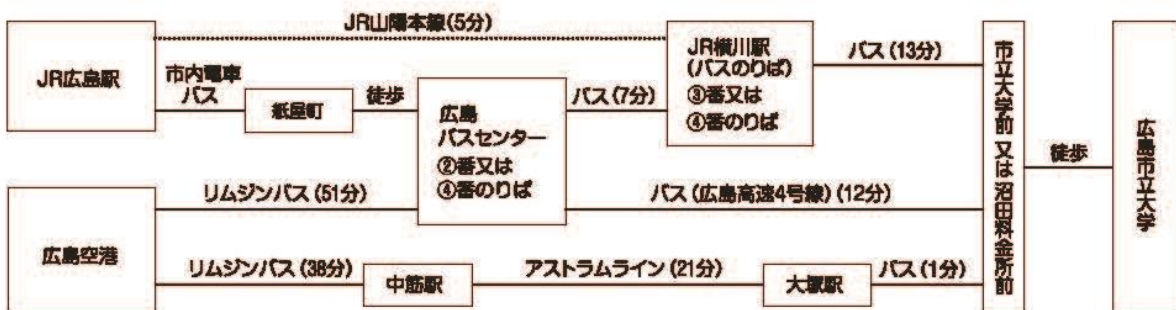 JR山陽本線(5分)
JR広島駅
市内電車
バス
紙屋町
徒歩
広島
バスセンター
②番又は
④番のりば
バス(7分)
JR横川駅
(バスのりば)
③番又は
④番のりば
バス(13分)
広島空港
リムジンバス(51分)
バス(広島高速4号線)(12分)
リムジンバス(38分)
中筋駅
アストラムライン(21分)
大塚駅
バス(1分)
市立大学前 又は 沼田料金所前
徒歩
広島市立大学